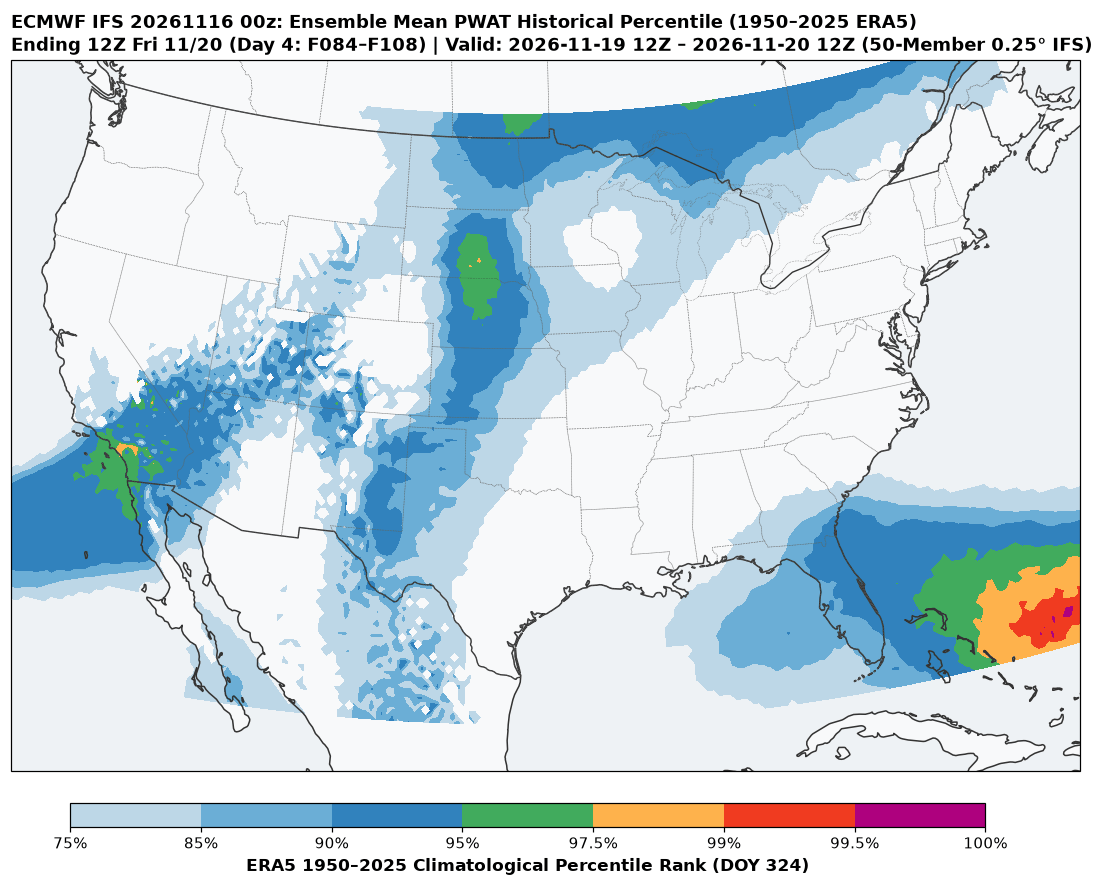 ECMWF IFS 20261116 00z: Ensemble Mean PWAT Historical Percentile (1950–2025 ERA5)
Ending 12Z Fri 11/20 (Day 4: F084–F108) | Valid: 2026-11-19 12Z – 2026-11-20 12Z (50-Member 0.25° IFS)
75% 85% 90% 95% 97.5% 99% 99.5% 100%
ERA5 1950–2025 Climatological Percentile Rank (DOY 324)